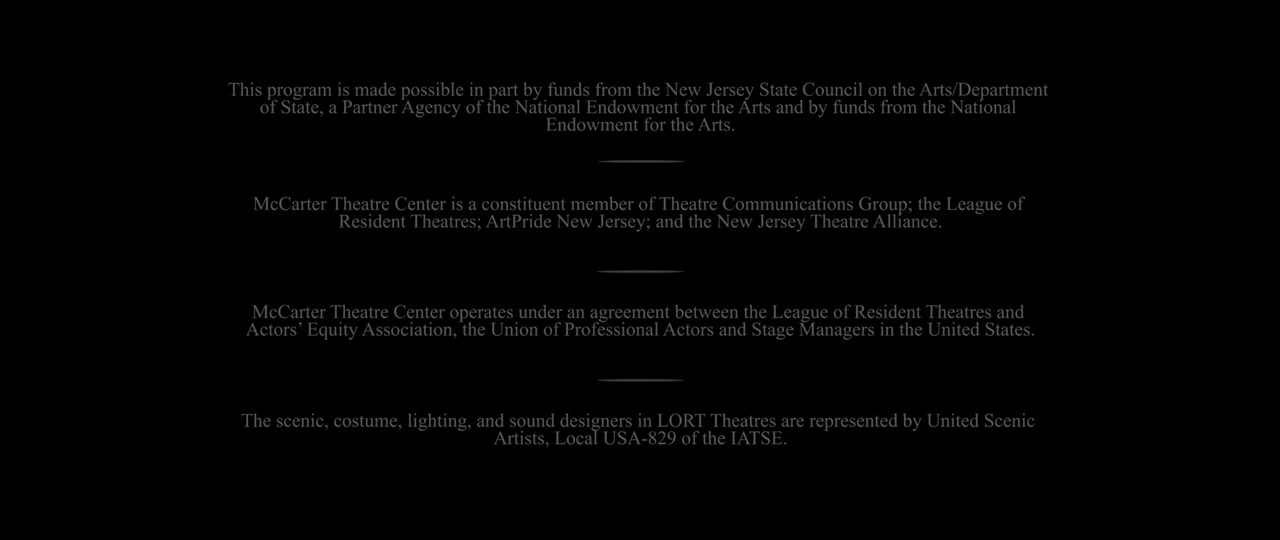 This program is made possible in part by funds from the New Jersey State Council on the Arts/Department
of State, a Partner Agency of the National Endowment for the Arts and by funds from the National
Endowment for the Arts.
McCarter Theatre Center is a constituent member of Theatre Communications Group; the League of
Resident Theatres; ArtPride New Jersey; and the New Jersey Theatre Alliance.
McCarter Theatre Center operates under an agreement between the League of Resident Theatres and
Actors’ Equity Association, the Union of Professional Actors and Stage Managers in the United States.
The scenic, costume, lighting, and sound designers in LORT Theatres are represented by United Scenic
Artists, Local USA-829 of the IATSE.